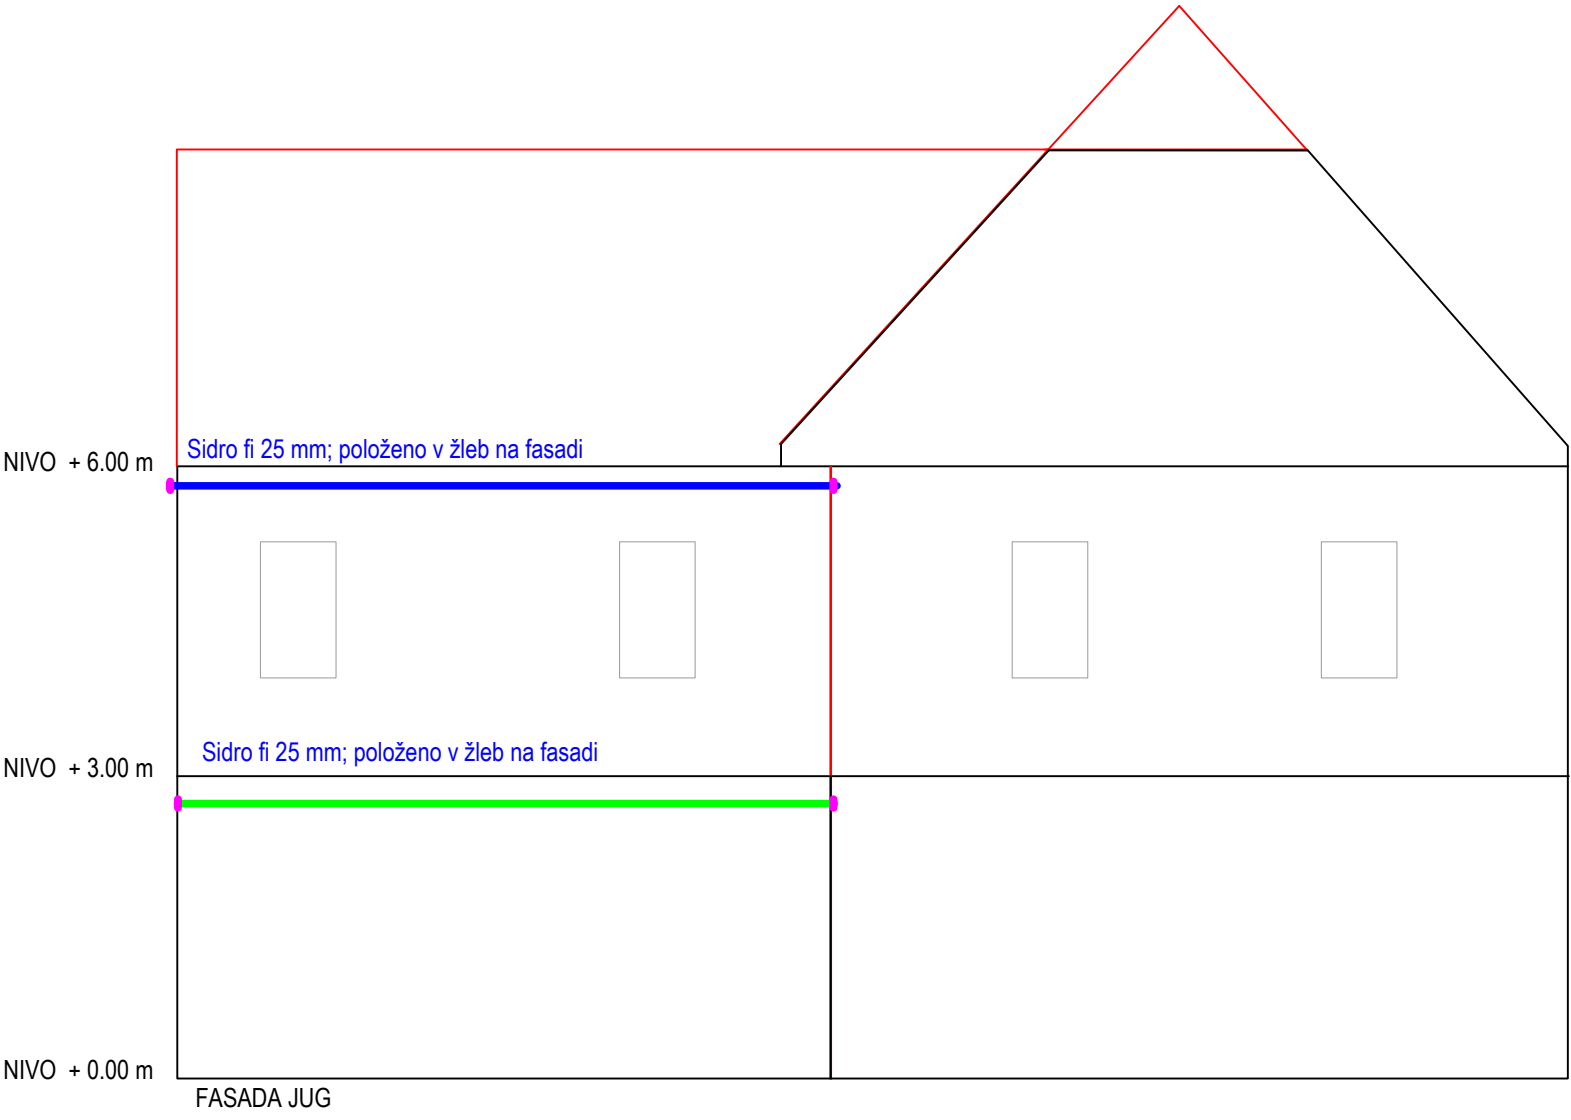 Sidro fi 25 mm; položeno v žleb na fasadi
NIVO + 6.00 m
Sidro fi 25 mm; položeno v žleb na fasadi
NIVO + 3.00 m
NIVO + 0.00 m
FASADA JUG